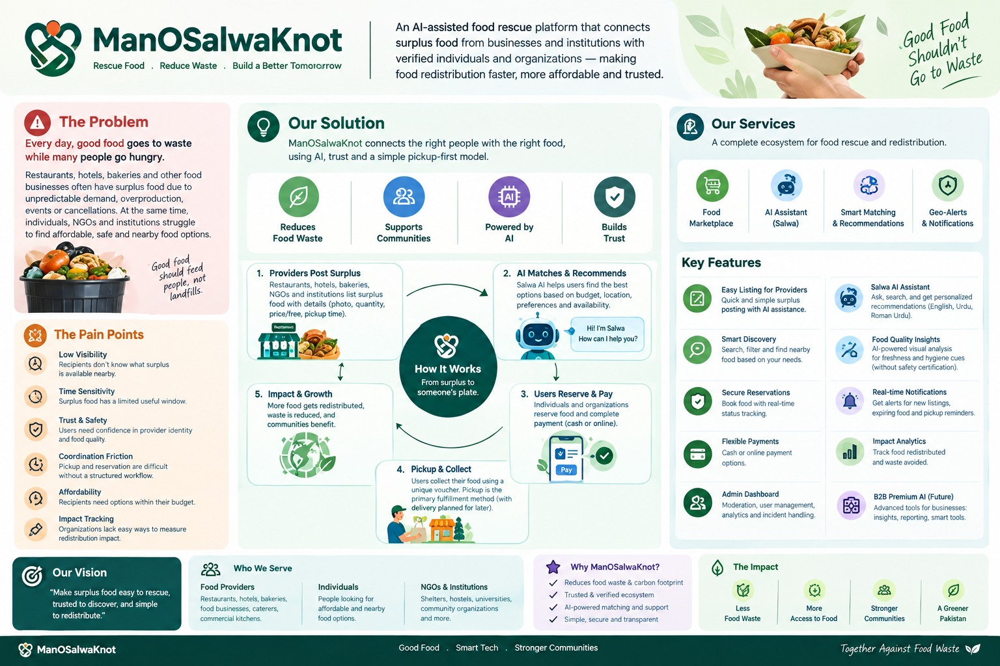 ManOSalwaKnot
Rescue Food . Reduce Waste . Build a Better Tomorrow
An AI-assisted food rescue platform that connects
surplus food from businesses and institutions with
verified individuals and organizations — making
food redistribution faster, more affordable and trusted.
Good Food
Shouldn't
Go to Waste
The Problem
Every day, good food goes to waste
while many people go hungry.
Restaurants, hotels, bakeries and other food
businesses often have surplus food due to
unpredictable demand, overproduction,
events or cancellations. At the same time,
individuals, NGOs and institutions struggle
to find affordable, safe and nearby food options.
Good food
should feed
people, not
landfills.
The Pain Points
Low Visibility
Recipients don't know what surplus
is available nearby.
Time Sensitivity
Surplus food has a limited useful window.
Trust & Safety
Users need confidence in provider identity
and food quality.
Coordination Friction
Pickup and reservation are difficult
without a structured workflow.
Affordability
Recipients need options within their budget.
Impact Tracking
Organizations lack easy ways to measure
redistribution impact.
Our Solution
ManOSalwaKnot connects the right people with the right food,
using AI, trust and a simple pickup-first model.
Reduces
Food Waste
Supports
Communities
AI
Powered by
AI
Builds
Trust
1. Providers Post Surplus
Restaurants, hotels, bakeries,
NGOs and institutions list surplus
food with details (photo, quantity,
price/free, pickup time).
Restaurant
2. AI Matches & Recommends
Salwa AI helps users find the best
options based on budget, location,
preferences and availability.
Hi! I'm Salwa
How can I help you?
How It Works
From surplus to
someone's plate.
3. Users Reserve & Pay
Individuals and organizations
reserve food and complete
payment (cash or online).
Pay
4. Pickup & Collect
Users collect their food using a
unique voucher. Pickup is the
primary fulfillment method (with
delivery planned for later).
5. Impact & Growth
More food gets redistributed,
waste is reduced, and
communities benefit.
Our Services
A complete ecosystem for food rescue and redistribution.
Food
Marketplace
AI Assistant
(Salwa)
Smart Matching
& Recommendations
Geo-Alerts
& Notifications
Key Features
Easy Listing for Providers
Quick and simple surplus
posting with AI assistance.
Salwa AI Assistant
Ask, search, and get personalized
recommendations (English, Urdu,
Roman Urdu).
Smart Discovery
Search, filter and find nearby
food based on your needs.
Food Quality Insights
AI-powered visual analysis
for freshness and hygiene cues
(without safety certification).
Secure Reservations
Book food with real-time
status tracking.
Real-time Notifications
Get alerts for new listings,
expiring food and pickup reminders.
Flexible Payments
Cash or online payment
options.
Impact Analytics
Track food redistributed
and waste avoided.
Admin Dashboard
Moderation, user management,
analytics and incident handling.
B2B Premium AI (Future)
Advanced tools for businesses:
insights, reporting, smart tools.
Our Vision
"Make surplus food easy to rescue,
trusted to discover, and simple
to redistribute."
Who We Serve
Food Providers
Restaurants, hotels, bakeries,
food businesses, caterers,
commercial kitchens.
Individuals
People looking for
affordable and nearby
food options.
NGOs & Institutions
Shelters, hostels, universities,
community organizations
and more.
Why ManOSalwaKnot?
Reduces food waste & carbon footprint
Trusted & verified ecosystem
AI-powered matching and support
Simple, secure and transparent
The Impact
Less
Food Waste
More
Access to Food
Stronger
Communities
A Greener
Pakistan
ManOSalwaKnot
Good Food . Smart Tech . Stronger Communities
Together Against Food Waste